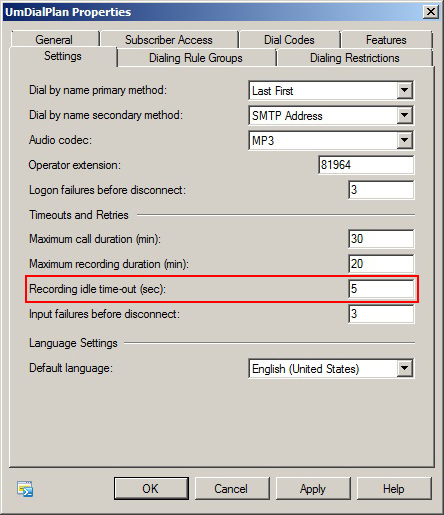 UmDialPlan Properties
General Subscriber Access Dial Codes Features
Settings Dialing Rule Groups Dialing Restrictions
Dial by name primary method: Last First
Dial by name secondary method: SMTP Address
Audio codec: MP3
Operator extension: 81964
Logon failures before disconnect: 3
Timeouts and Retries
Maximum call duration (min): 30
Maximum recording duration (min): 20
Recording idle time-out (sec): 5
Input failures before disconnect: 3
Language Settings
Default language: English (United States)
OK Cancel Apply Help